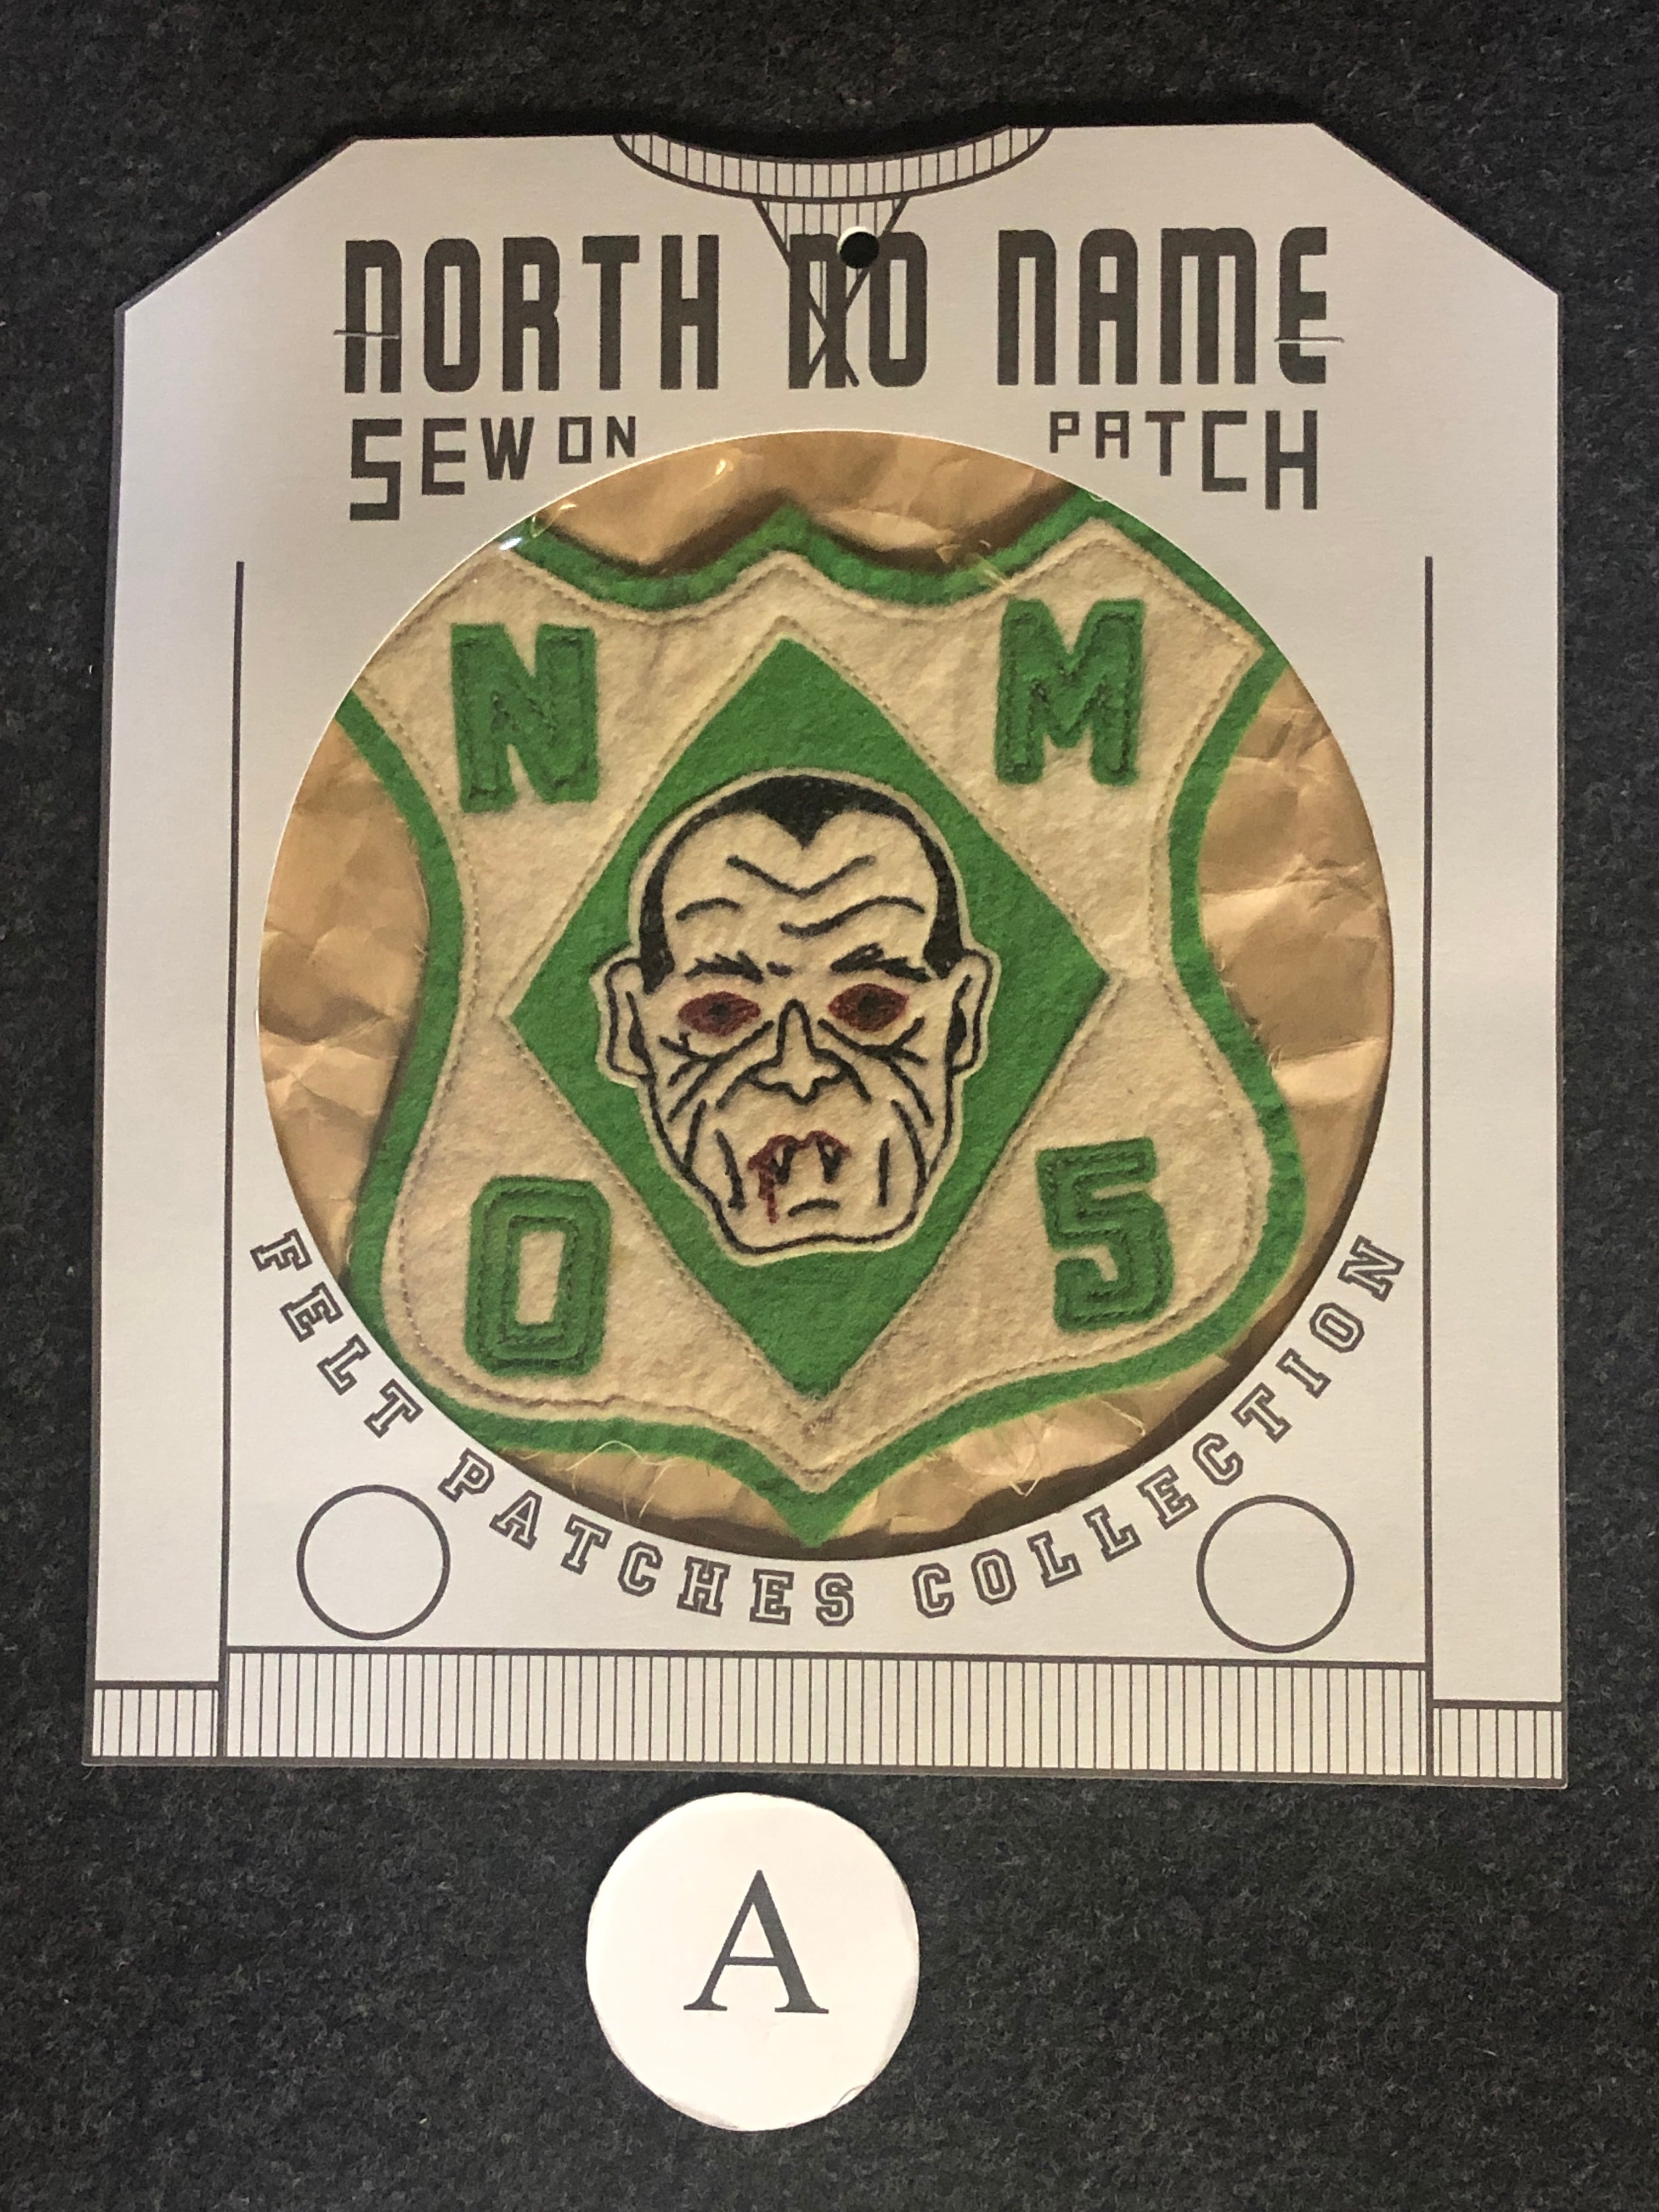 NORTH NO NAME
SEW ON PATCH
N M
O 5
FELT PATCHES COLLECTION
A